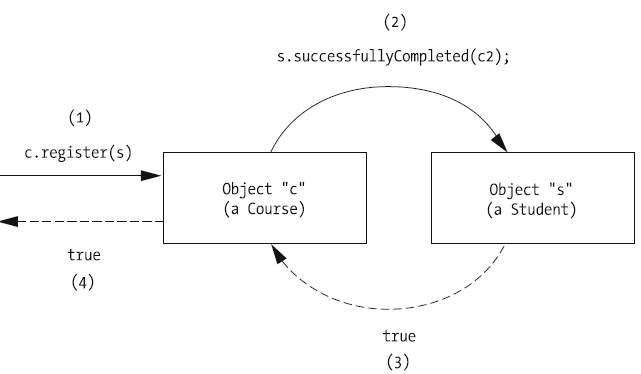 (2)
s.successfullyCompleted(c2);
(1)
c.register(s)
Object "c"
(a Course)
Object "s"
(a Student)
true
(4)
true
(3)